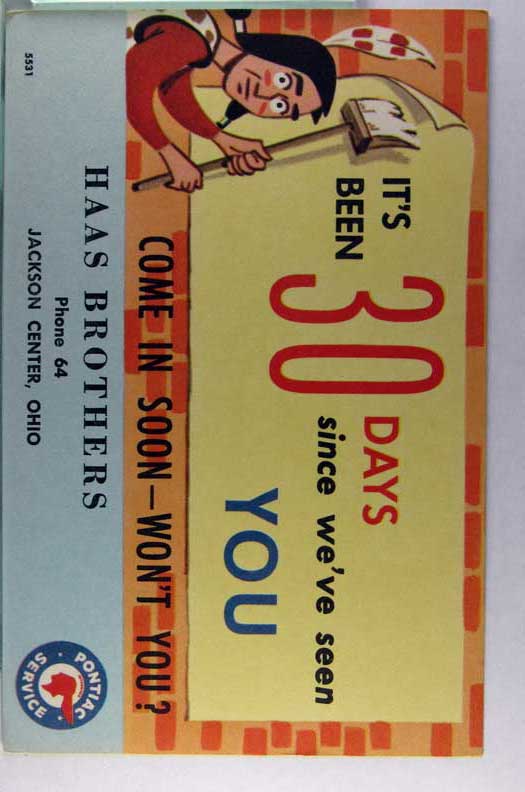 IT'S
BEEN
30 DAYS
since we've seen
YOU
COME IN SOON—WON'T YOU?
HAAS BROTHERS
Phone 64
JACKSON CENTER, OHIO
PONTIAC
SERVICE
5531